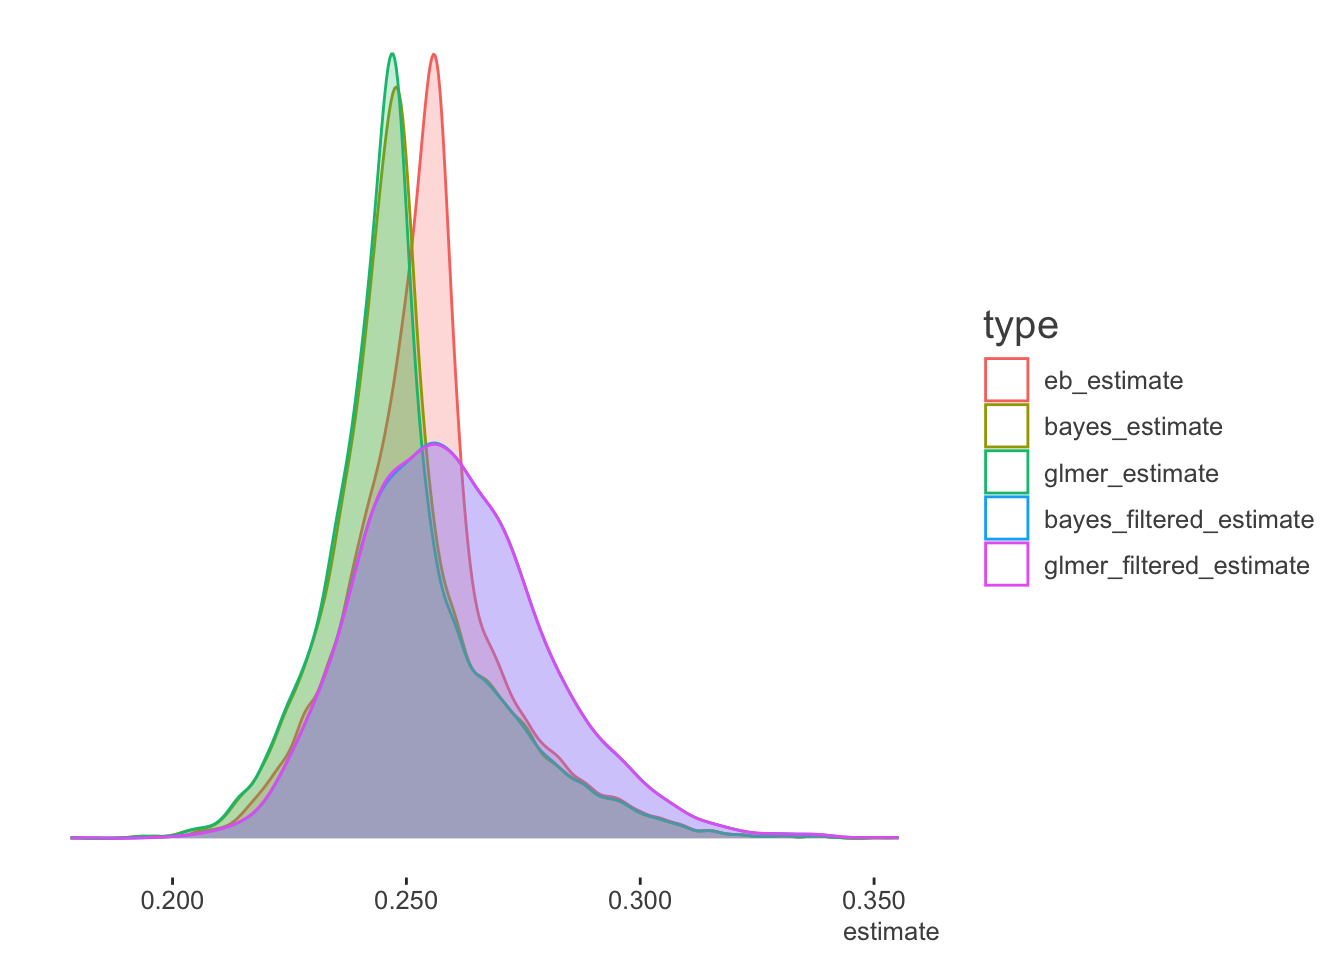 type
eb_estimate
bayes_estimate
glmer_estimate
bayes_filtered_estimate
glmer_filtered_estimate
0.200 0.250 0.300 0.350
estimate